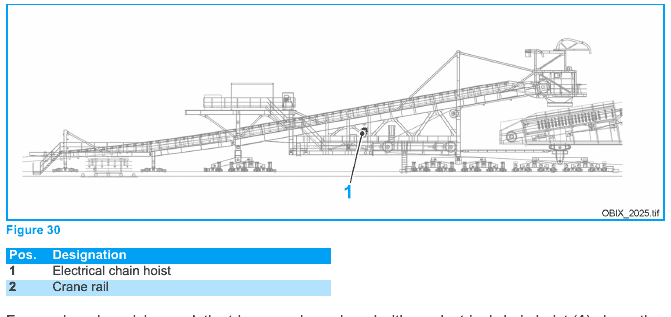 1
OBIX_2025.tif
Figure 30
Pos. Designation
1 Electrical chain hoist
2 Crane rail